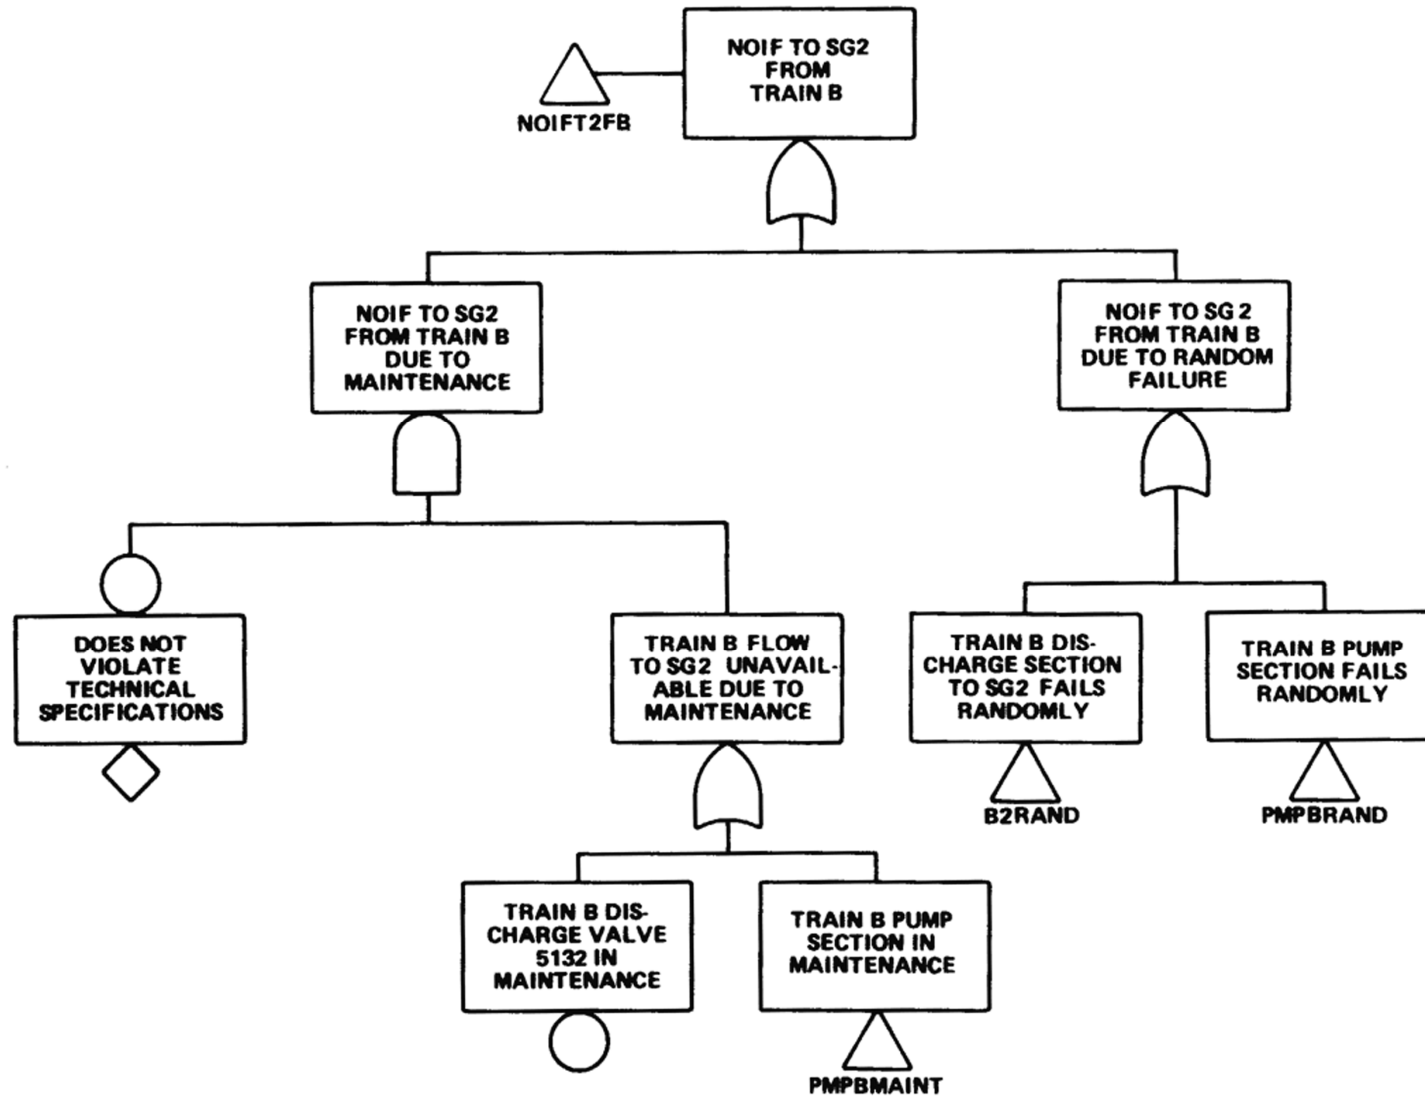 NOIF TO SG2
FROM
TRAIN B
NOIFT2FB
NOIF TO SG2
FROM TRAIN B
DUE TO
MAINTENANCE
NOIF TO SG 2
FROM TRAIN B
DUE TO RANDOM
FAILURE
DOES NOT
VIOLATE
TECHNICAL
SPECIFICATIONS
TRAIN B FLOW
TO SG2 UNAVAIL-
ABLE DUE TO
MAINTENANCE
TRAIN B DIS-
CHARGE SECTION
TO SG2 FAILS
RANDOMLY
B2RAND
TRAIN B PUMP
SECTION FAILS
RANDOMLY
PMPBRAND
TRAIN B DIS-
CHARGE VALVE
5132 IN
MAINTENANCE
TRAIN B PUMP
SECTION IN
MAINTENANCE
PMPBMAINT